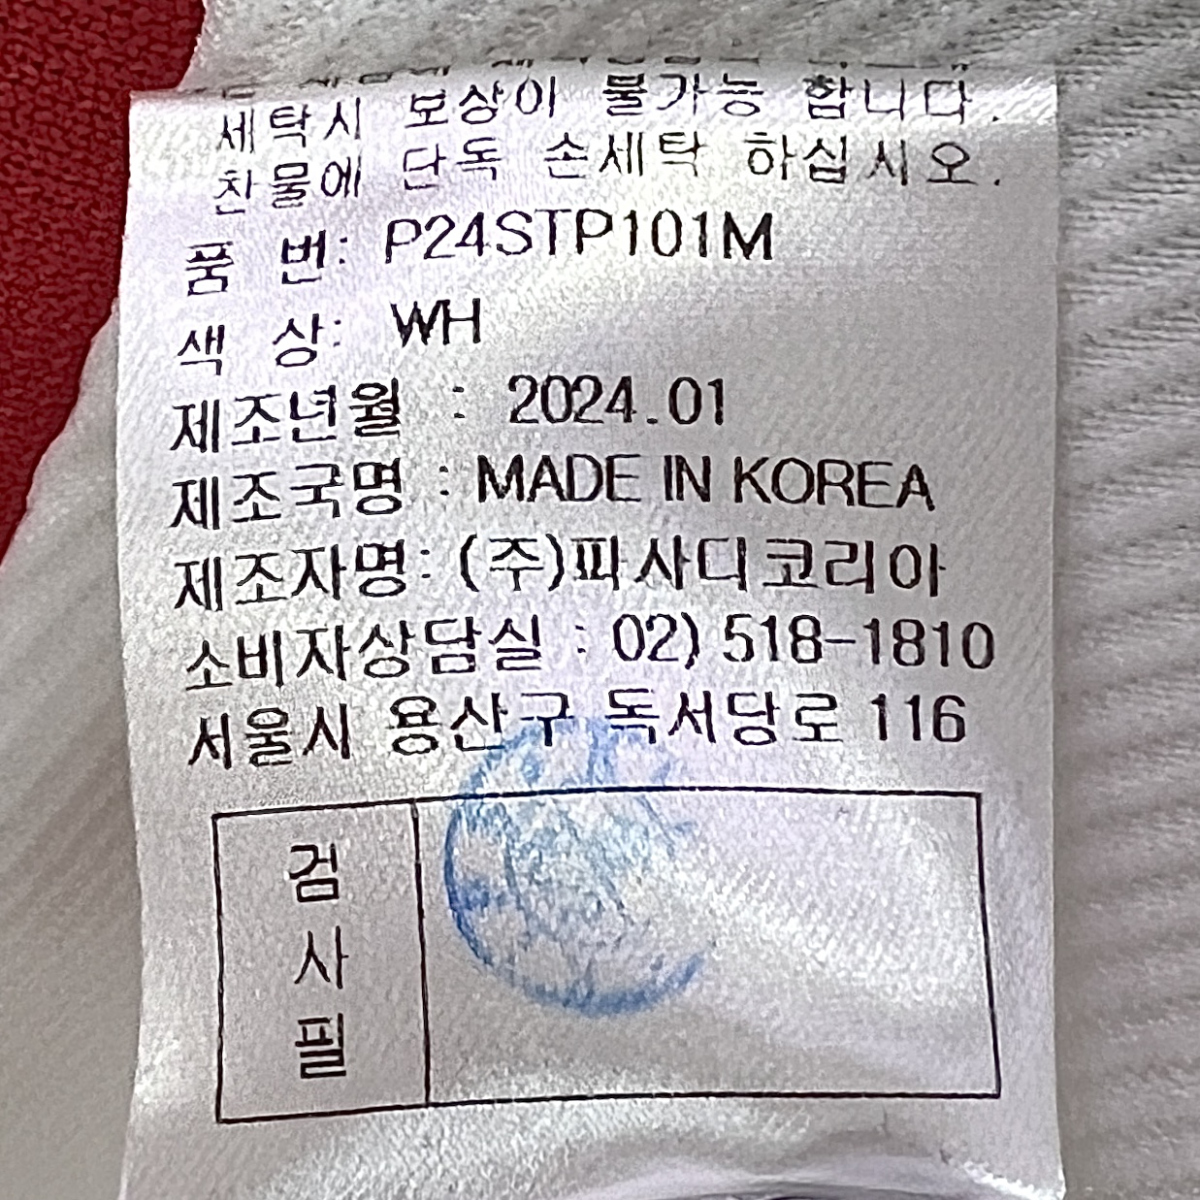 세탁시 보상이 불가능 합니다.
찬물에 단독 손세탁 하십시오.
품 번: P24STP101M
색 상: WH
제조년월 : 2024.01
제조국명 : MADE IN KOREA
제조자명: (주)파사디코리아
소비자상담실 : 02) 518-1810
서울시 용산구 독서당로 116
검
사
필